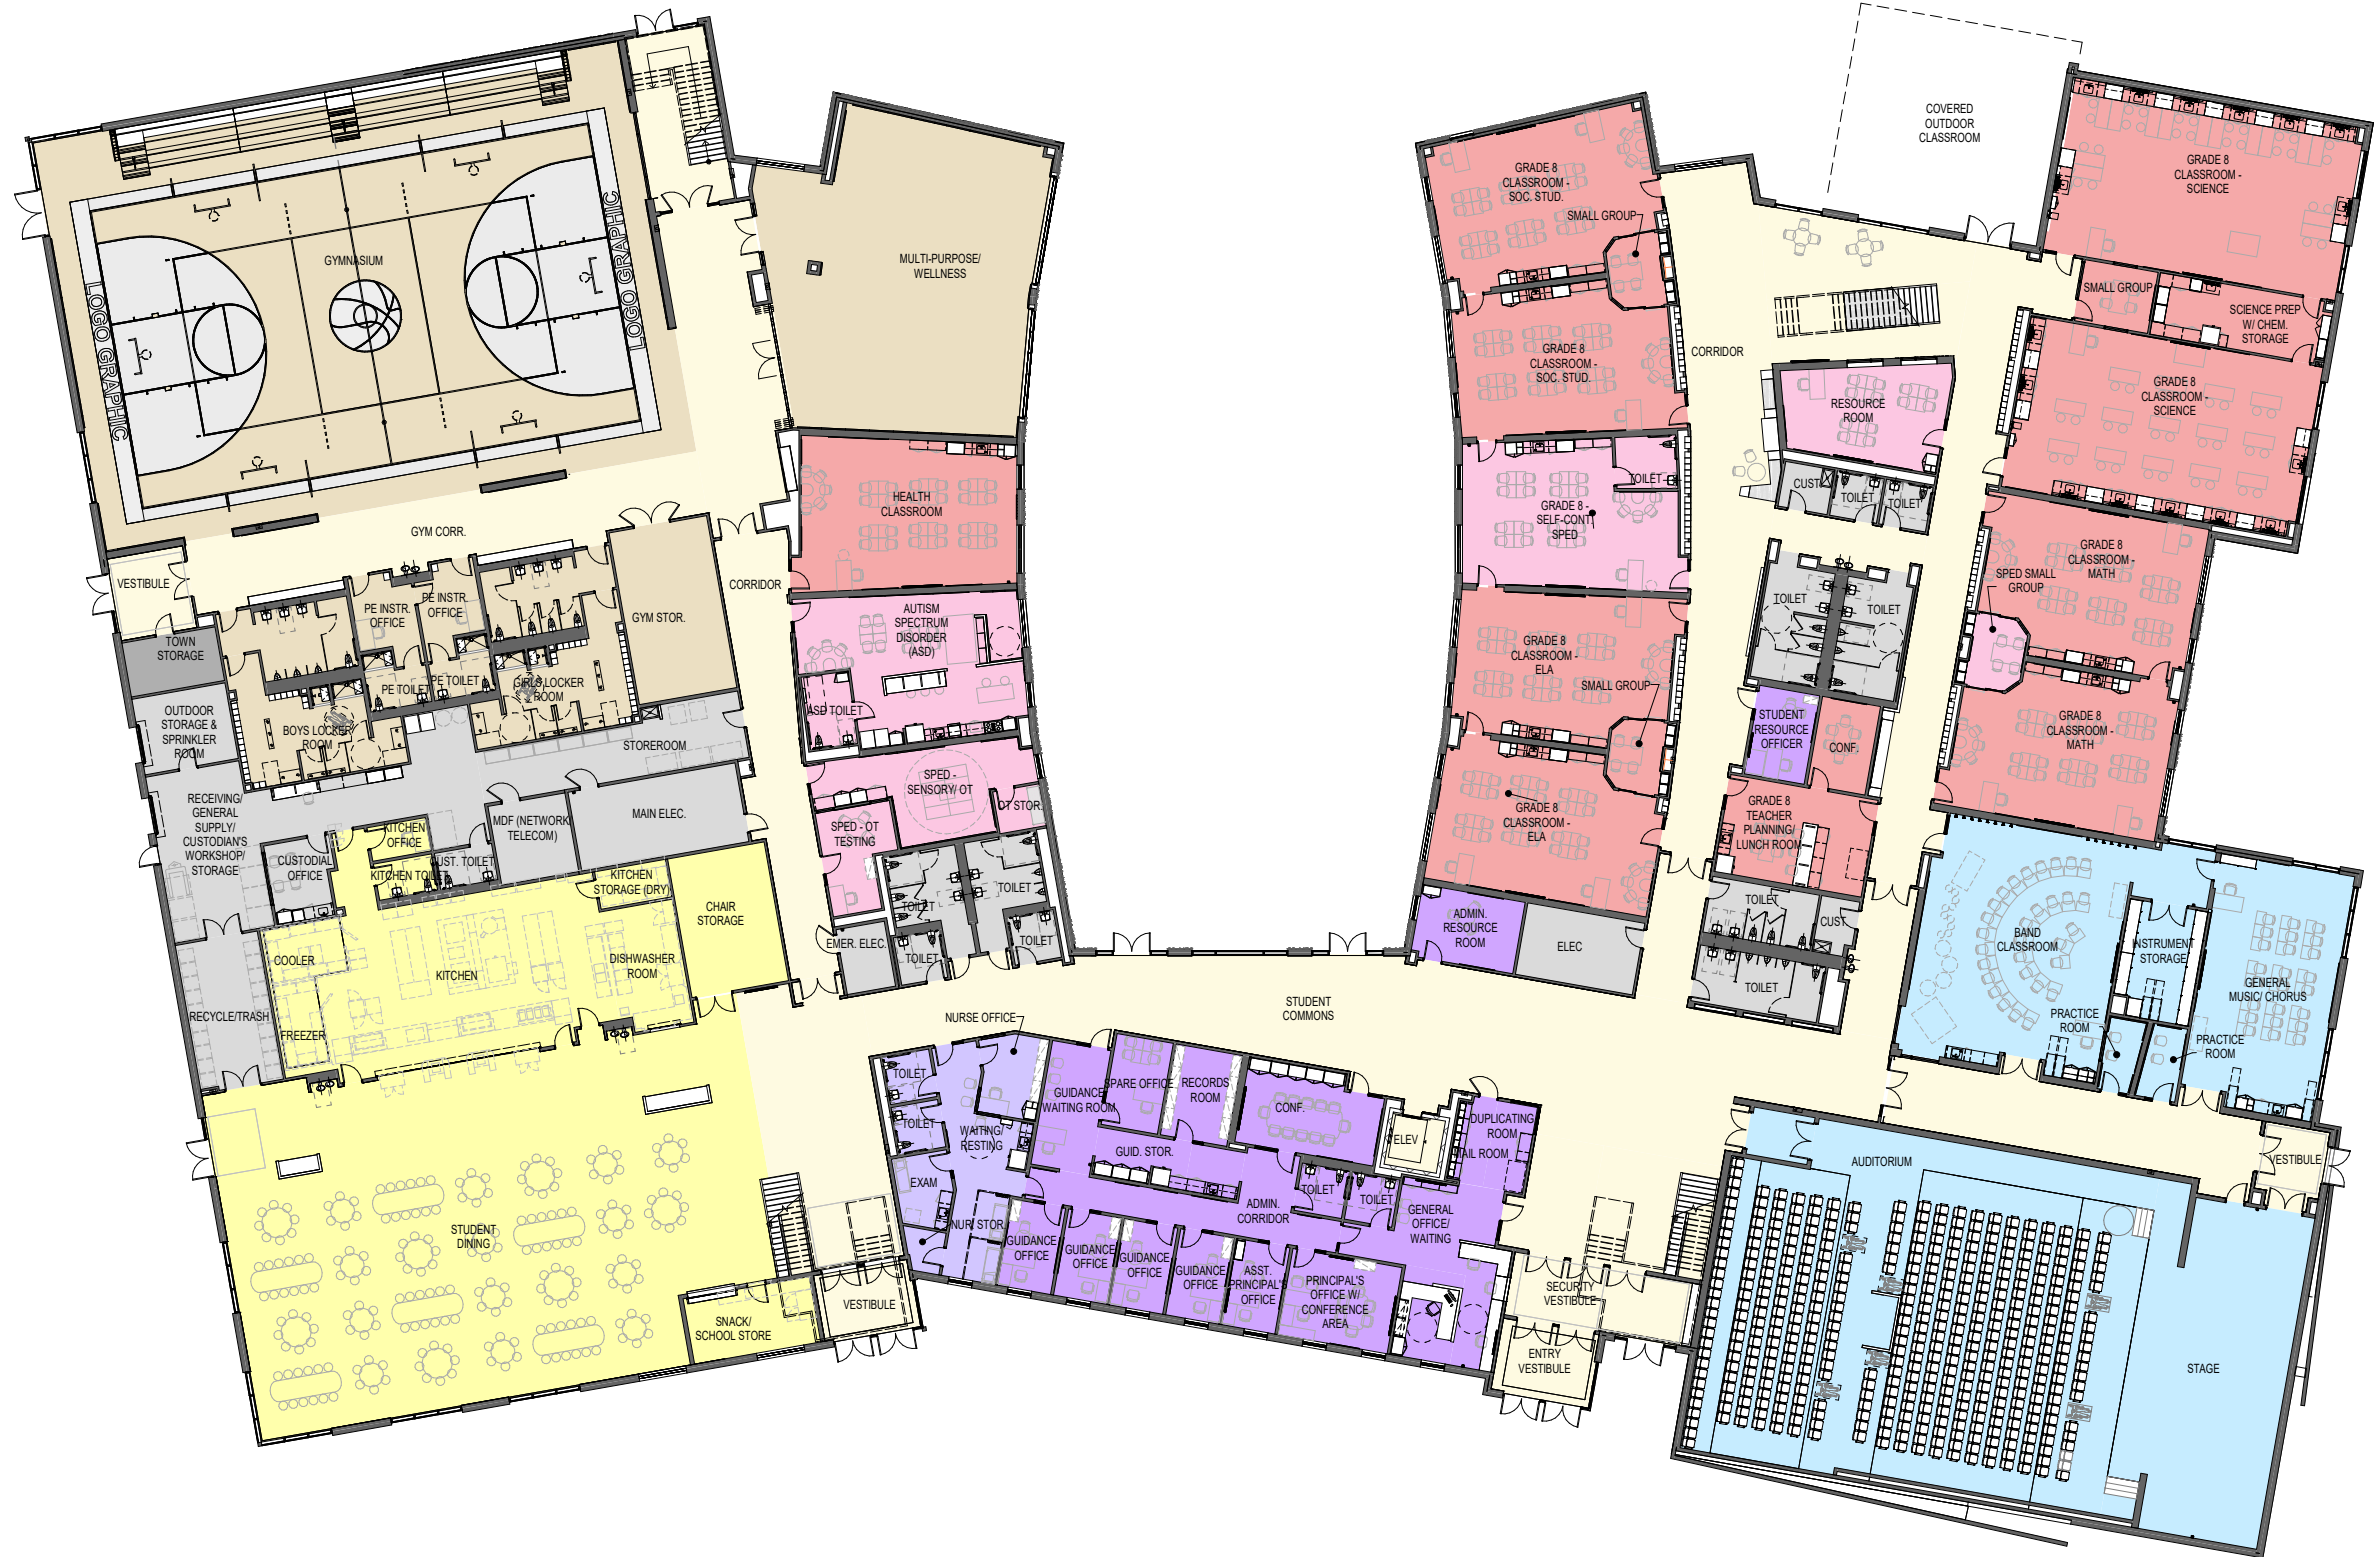 COVERED
OUTDOOR
CLASSROOM
GYMNASIUM
LOGO GRAPHIC
LOGO GRAPHIC
MULTI-PURPOSE/
WELLNESS
GRADE 8
CLASSROOM -
SOC. STUD.
SMALL GROUP
GRADE 8
CLASSROOM -
SCIENCE
SMALL GROUP
SCIENCE PREP
W/ CHEM.
STORAGE
GRADE 8
CLASSROOM -
SOC. STUD.
CORRIDOR
RESOURCE
ROOM
GRADE 8
CLASSROOM -
SCIENCE
HEALTH
CLASSROOM
TOILET
GRADE 8 -
SELF-CONT.
SPED
CUST.
TOILET
TOILET
GYM CORR.
VESTIBULE
CORRIDOR
PE INSTR.
OFFICE
PE INSTR.
OFFICE
GYM STOR.
TOWN
STORAGE
AUTISM
SPECTRUM
DISORDER
(ASD)
ASD TOILET
GRADE 8
CLASSROOM -
ELA
SMALL GROUP
TOILET
TOILET
SPED SMALL
GROUP
GRADE 8
CLASSROOM -
MATH
PE TOILET
PE TOILET
GIRLS LOCKER
ROOM
BOYS LOCKER
ROOM
OUTDOOR
STORAGE &
SPRINKLER
ROOM
STOREROOM
STUDENT
RESOURCE
OFFICER
CONF.
GRADE 8
CLASSROOM -
MATH
RECEIVING/
GENERAL
SUPPLY/
CUSTODIAN'S
WORKSHOP/
STORAGE
MDF (NETWORK/
TELECOM)
MAIN ELEC.
SPED -
SENSORY/ OT
OT STOR.
SPED - OT
TESTING
GRADE 8
CLASSROOM -
ELA
GRADE 8
TEACHER
PLANNING/
LUNCH ROOM
KITCHEN
OFFICE
CUSTODIAL
OFFICE
CUST. TOILET
KITCHEN TOILET
KITCHEN
STORAGE (DRY)
CHAIR
STORAGE
TOILET
TOILET
TOILET
TOILET
EMER. ELEC.
ADMIN.
RESOURCE
ROOM
ELEC
TOILET
CUST.
TOILET
BAND
CLASSROOM
INSTRUMENT
STORAGE
GENERAL
MUSIC/ CHORUS
PRACTICE
ROOM
PRACTICE
ROOM
COOLER
KITCHEN
DISHWASHER
ROOM
RECYCLE/TRASH
FREEZER
STUDENT
COMMONS
NURSE OFFICE
TOILET
TOILET
WAITING/
RESTING
EXAM
NUR/ STOR.
GUIDANCE
WAITING ROOM
SPARE OFFICE
RECORDS
ROOM
CONF.
ELEV
DUPLICATING
ROOM
MAIL ROOM
GUID. STOR.
ADMIN.
CORRIDOR
TOILET
TOILET
GENERAL
OFFICE/
WAITING
GUIDANCE
OFFICE
GUIDANCE
OFFICE
GUIDANCE
OFFICE
GUIDANCE
OFFICE
ASST.
PRINCIPAL'S
OFFICE
PRINCIPAL'S
OFFICE W/
CONFERENCE
AREA
SECURITY
VESTIBULE
ENTRY
VESTIBULE
AUDITORIUM
VESTIBULE
STAGE
STUDENT
DINING
SNACK/
SCHOOL STORE
VESTIBULE